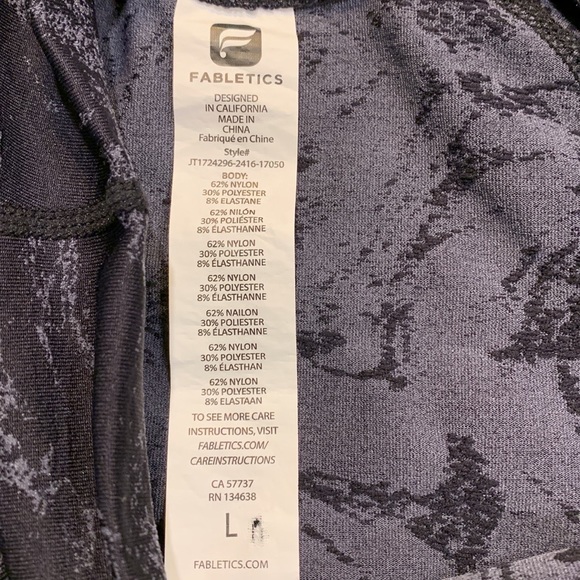 FABLETICS
DESIGNED
IN CALIFORNIA
MADE IN
CHINA
Fabriqué en Chine
Style#
JT1724296-2416-17050
BODY:
62% NYLON
30% POLYESTER
8% ELASTANE
62% NILÓN
30% POLIÉSTER
8% ELASTHANNE
62% NYLON
30% POLYESTER
8% ÉLASTHANNE
62% NYLON
30% POLYESTER
8% ÉLASTHANNE
62% NAILON
30% POLIESTER
8% ÉLASTHANNE
62% NYLON
30% POLYESTER
8% ELASTHAN
62% NYLON
30% POLYESTER
8% ELASTAAN
TO SEE MORE CARE
INSTRUCTIONS, VISIT
FABLETICS.COM/
CAREINSTRUCTIONS
CA 57737
RN 134638
L
FABLETICS.COM